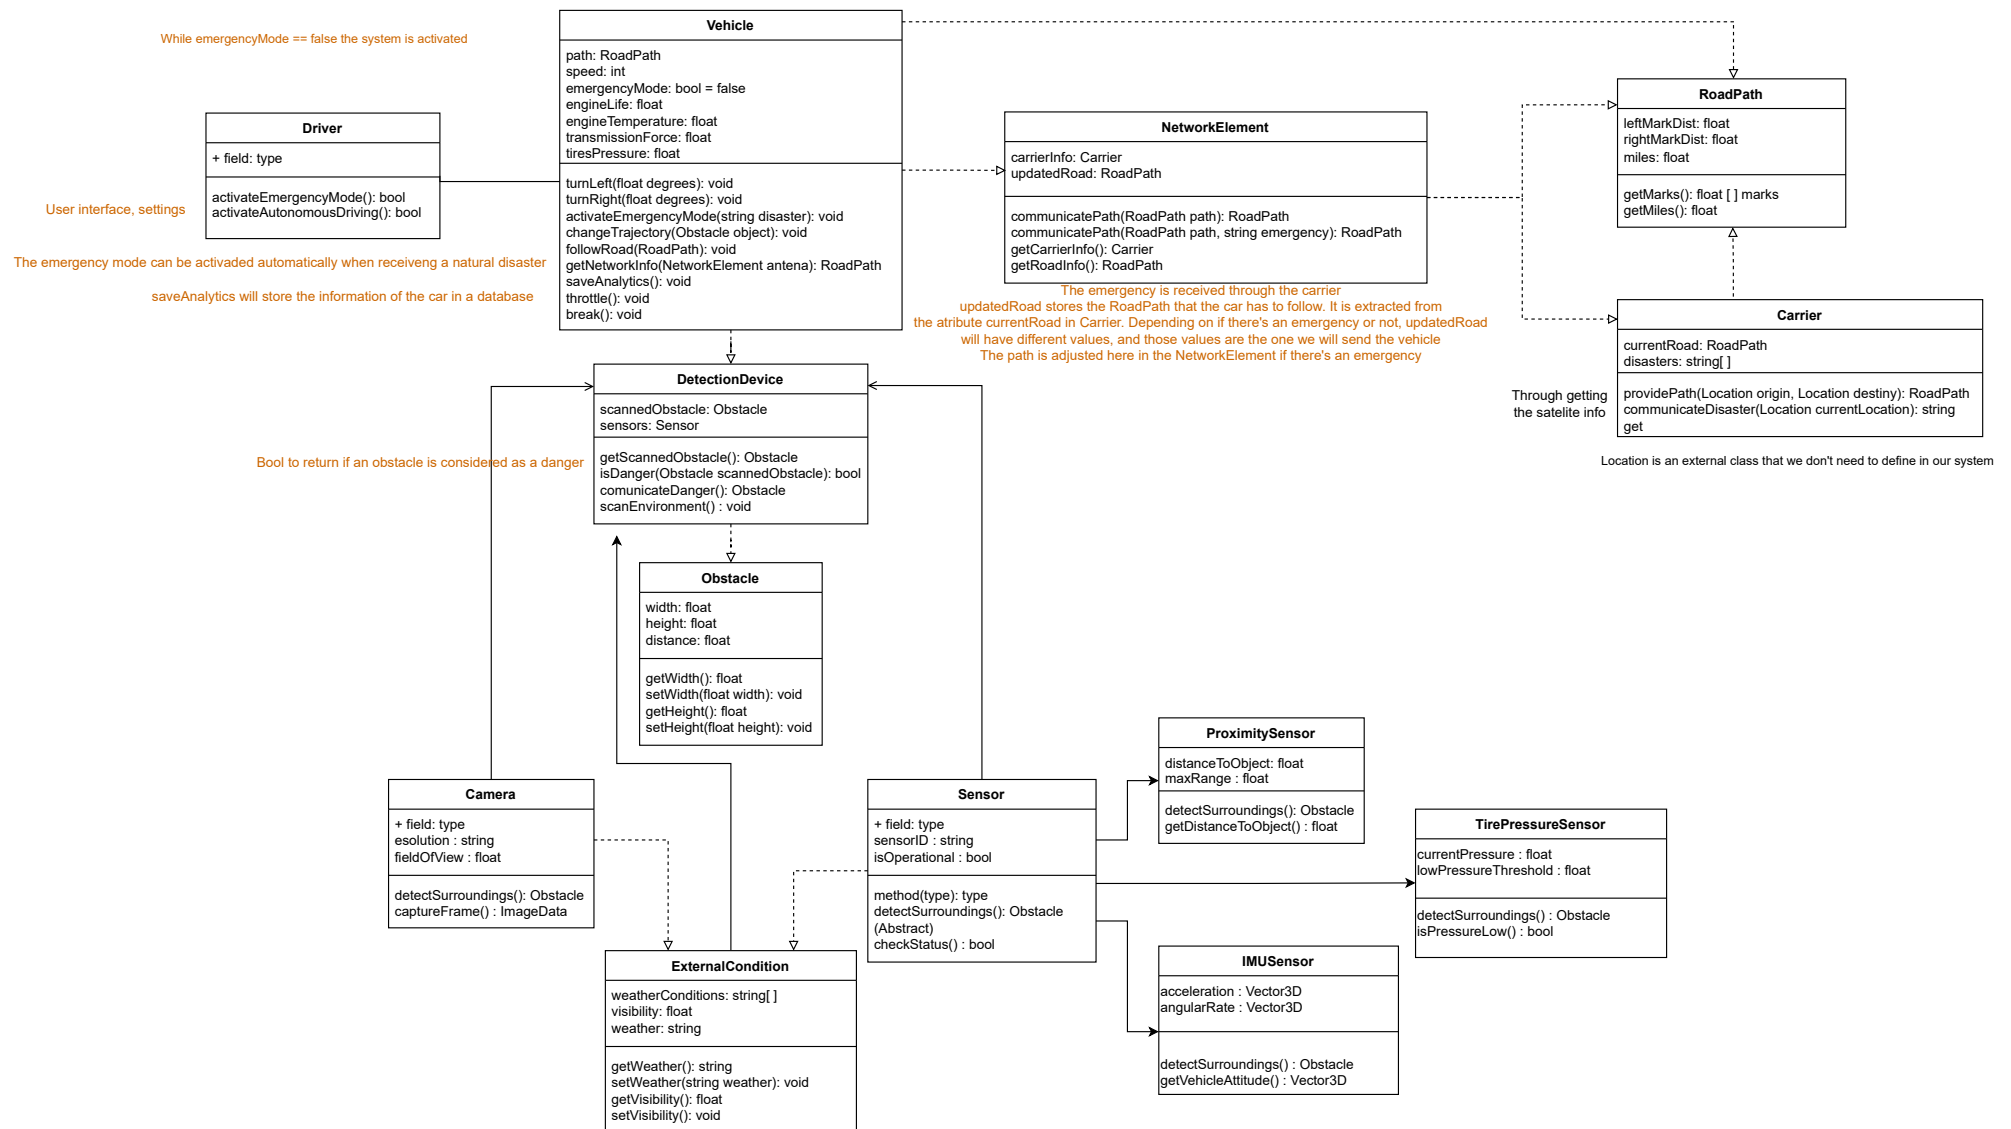 Vehicle
path: RoadPath
speed: int
emergencyMode: bool = false
engineLife: float
engineTemperature: float
transmissionForce: float
tiresPressure: float
turnLeft(float degrees): void
turnRight(float degrees): void
activateEmergencyMode(string disaster): void
changeTrajectory(Obstacle object): void
followRoad(RoadPath): void
getNetworkInfo(NetworkElement antena): RoadPath
saveAnalytics(): void
throttle(): void
break(): void
While emergencyMode == false the system is activated
Driver
+ field: type
activateEmergencyMode(): bool
activateAutonomousDriving(): bool
User interface, settings
The emergency mode can be activaded automatically when receiveng a natural disaster
saveAnalytics will store the information of the car in a database
NetworkElement
carrierInfo: Carrier
updatedRoad: RoadPath
communicatePath(RoadPath path): RoadPath
communicatePath(RoadPath path, string emergency): RoadPath
getCarrierInfo(): Carrier
getRoadInfo(): RoadPath
The emergency is received through the carrier
updatedRoad stores the RoadPath that the car has to follow. It is extracted from
the atribute currentRoad in Carrier. Depending on if there's an emergency or not, updatedRoad
will have different values, and those values are the one we will send the vehicle
The path is adjusted here in the NetworkElement if there's an emergency
RoadPath
leftMarkDist: float
rightMarkDist: float
miles: float
getMarks(): float [ ] marks
getMiles(): float
Carrier
currentRoad: RoadPath
disasters: string[ ]
providePath(Location origin, Location destiny): RoadPath
communicateDisaster(Location currentLocation): string
get
Through getting
the satelite info
Location is an external class that we don't need to define in our system
DetectionDevice
scannedObstacle: Obstacle
sensors: Sensor
getScannedObstacle(): Obstacle
isDanger(Obstacle scannedObstacle): bool
comunicateDanger(): Obstacle
scanEnvironment() : void
Bool to return if an obstacle is considered as a danger
Obstacle
width: float
height: float
distance: float
getWidth(): float
setWidth(float width): void
getHeight(): float
setHeight(float height): void
Camera
+ field: type
esolution : string
fieldOfView : float
detectSurroundings(): Obstacle
captureFrame() : ImageData
Sensor
+ field: type
sensorID : string
isOperational : bool
method(type): type
detectSurroundings(): Obstacle
(Abstract)
checkStatus() : bool
ProximitySensor
distanceToObject: float
maxRange : float
detectSurroundings(): Obstacle
getDistanceToObject() : float
TirePressureSensor
currentPressure : float
lowPressureThreshold : float
detectSurroundings() : Obstacle
isPressureLow() : bool
IMUSensor
acceleration : Vector3D
angularRate : Vector3D
detectSurroundings() : Obstacle
getVehicleAttitude() : Vector3D
ExternalCondition
weatherConditions: string[ ]
visibility: float
weather: string
getWeather(): string
setWeather(string weather): void
getVisibility(): float
setVisibility(): void